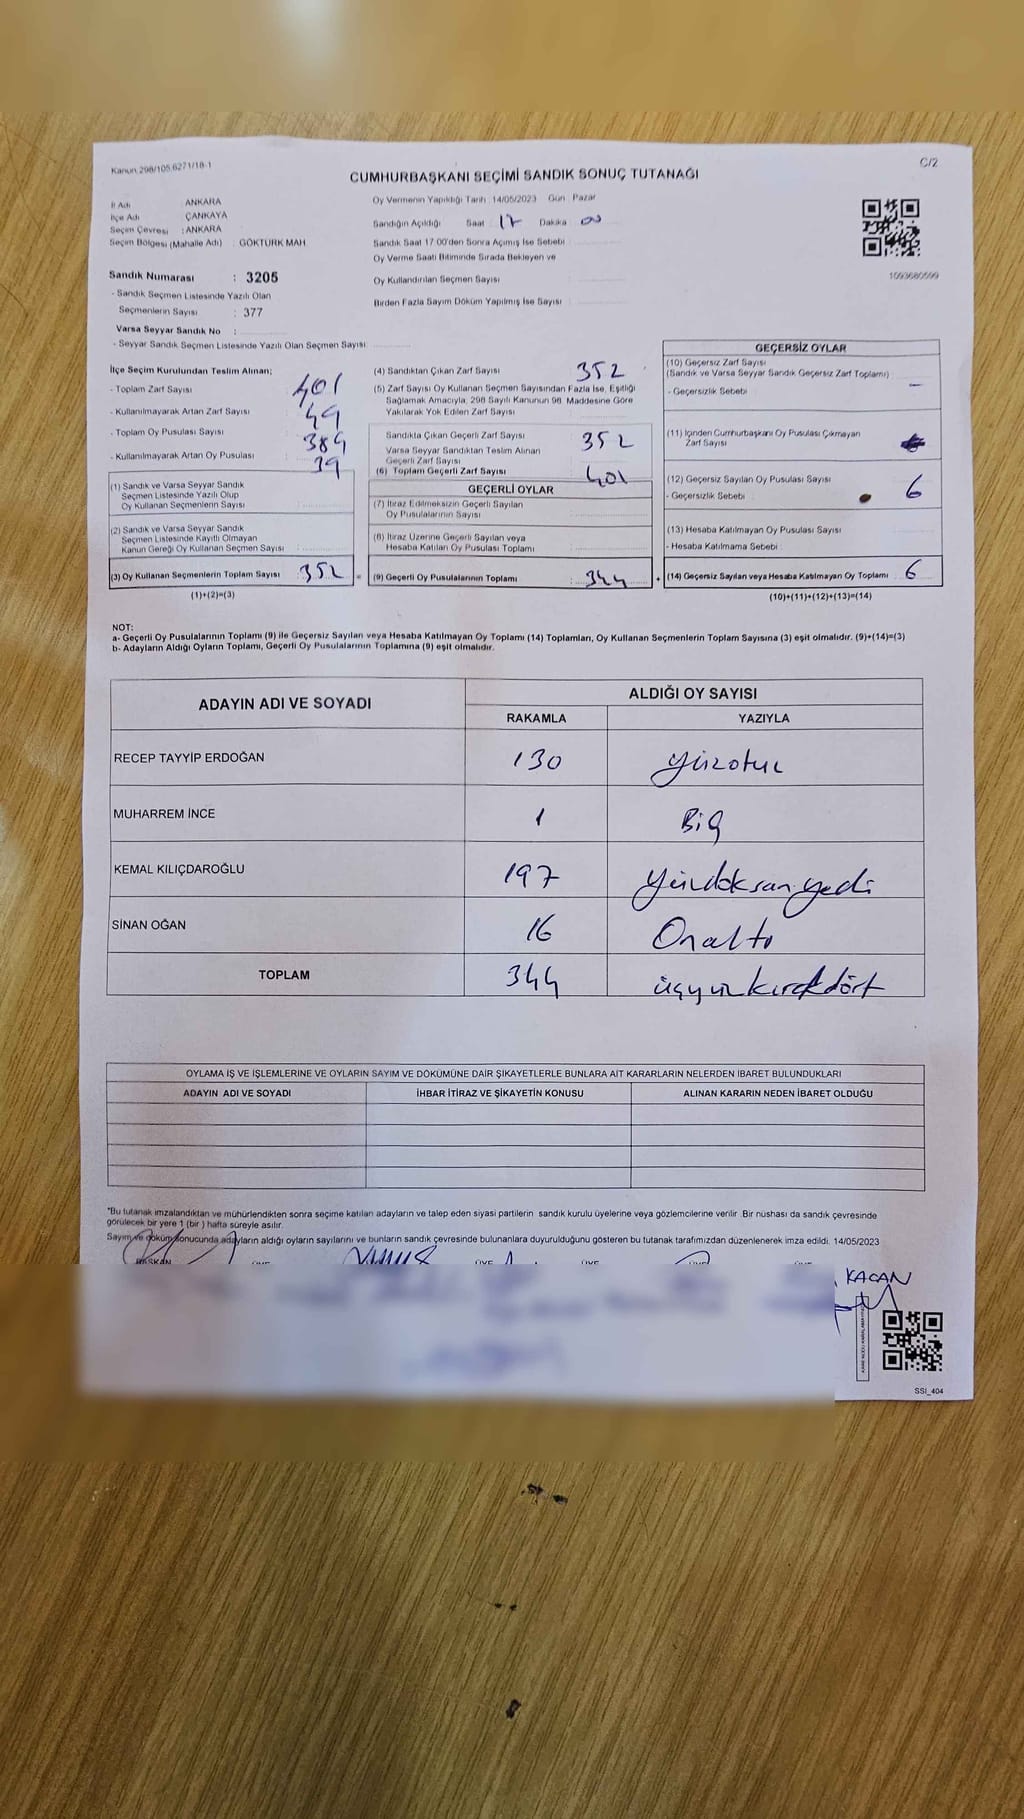 Kanun 298/105,6271/18-1
C/2
CUMHURBAŞKANI SEÇİMİ SANDIK SONUÇ TUTANAĞI
İl Adı ANKARA
İlçe Adı ÇANKAYA
Seçim Çevresi : ANKARA
Seçim Bölgesi (Mahalle Adı) : GÖKTÜRK MAH.
Sandık Numarası : 3205
- Sandık Seçmen Listesinde Yazılı Olan
Seçmenlerin Sayısı : 377
Varsa Seyyar Sandık No :
- Seyyar Sandık Seçmen Listesinde Yazılı Olan Seçmen Sayısı
Oy Vermenin Yapıldığı Tarih : 14/05/2023 Gün : Pazar
Sandığın Açıldığı Saat : 17 Dakika : 00
Sandık Saat 17.00'den Sonra Açımış İse Sebebi :
Oy Verme Saati Bitiminde Sırada Bekleyen ve
Oy Kullandırılan Seçmen Sayısı
Birden Fazla Sayım Döküm Yapılmış İse Sayısı :
1093680599
İlçe Seçim Kurulundan Teslim Alınan;
- Toplam Zarf Sayısı 401
- Kullanılmayarak Artan Zarf Sayısı 49
- Toplam Oy Pusulası Sayısı 389
- Kullanılmayarak Artan Oy Pusulası 39
(1) Sandık ve Varsa Seyyar Sandık
Seçmen Listesinde Yazılı Olup
Oy Kullanan Seçmenlerin Sayısı
(2) Sandık ve Varsa Seyyar Sandık
Seçmen Listesinde Kayıtlı Olmayan
Kanun Gereği Oy Kullanan Seçmen Sayısı
(3) Oy Kullanan Seçmenlerin Toplam Sayısı : 352 =
(1)+(2)=(3)
(4) Sandıktan Çıkan Zarf Sayısı 352
(5) Zarf Sayısı Oy Kullanan Seçmen Sayısından Fazla İse, Eşitliği
Sağlamak Amacıyla, 298 Sayılı Kanunun 98. Maddesine Göre
Yakılarak Yok Edilen Zarf Sayısı
Sandıkta Çıkan Geçerli Zarf Sayısı 352
Varsa Seyyar Sandıktan Teslim Alınan
Geçerli Zarf Sayısı
(6) Toplam Geçerli Zarf Sayısı 401
GEÇERLİ OYLAR
(7) İtiraz Edilmeksizin Geçerli Sayılan
Oy Pusulalarının Sayısı
(8) İtiraz Üzerine Geçerli Sayılan veya
Hesaba Katılan Oy Pusulası Toplamı
(9) Geçerli Oy Pusulalarının Toplamı : 344 +
GEÇERSİZ OYLAR
(10) Geçersiz Zarf Sayısı
(Sandık ve Varsa Seyyar Sandık Geçersiz Zarf Toplamı) –
- Geçersizlik Sebebi
(11) İçinden Cumhurbaşkanı Oy Pusulası Çıkmayan
Zarf Sayısı
(12) Geçersiz Sayılan Oy Pusulası Sayısı 6
- Geçersizlik Sebebi
(13) Hesaba Katılmayan Oy Pusulası Sayısı
- Hesaba Katılmama Sebebi :
(14) Geçersiz Sayılan veya Hesaba Katılmayan Oy Toplamı 6
(10)+(11)+(12)+(13)=(14)
NOT:
a- Geçerli Oy Pusulalarının Toplamı (9) ile Geçersiz Sayılan veya Hesaba Katılmayan Oy Toplamı (14) Toplamları, Oy Kullanan Seçmenlerin Toplam Sayısına (3) eşit olmalıdır. (9)+(14)=(3)
b- Adayların Aldığı Oyların Toplamı, Geçerli Oy Pusulalarının Toplamına (9) eşit olmalıdır.
ADAYIN ADI VE SOYADI ALDIĞI OY SAYISI
RAKAMLA YAZIYLA
RECEP TAYYİP ERDOĞAN 130 yüzotuz
MUHARREM İNCE 1 Bir
KEMAL KILIÇDAROĞLU 197 yüzdoksanyedi
SİNAN OĞAN 16 Onaltı
TOPLAM 344 üçyüzkırkdört
OYLAMA İŞ VE İŞLEMLERİNE VE OYLARIN SAYIM VE DÖKÜMÜNE DAİR ŞİKAYETLERLE BUNLARA AİT KARARLARIN NELERDEN İBARET BULUNDUKLARI
ADAYIN ADI VE SOYADI İHBAR İTİRAZ VE ŞİKAYETİN KONUSU ALINAN KARARIN NEDEN İBARET OLDUĞU
*Bu tutanak imzalandıktan ve mühürlendikten sonra seçime katılan adayların ve talep eden siyasi partilerin sandık kurulu üyelerine veya gözlemcilerine verilir. Bir nüshası da sandık çevresinde
görülecek bir yere 1 (bir) hafta süreyle asılır.
Sayım ve döküm sonucunda adayların aldığı oyların sayılarını ve bunların sandık çevresinde bulunanlara duyurulduğunu gösteren bu tutanak tarafımızdan düzenlenerek imza edildi. 14/05/2023
BAŞKAN ÜYE ÜYE ÜYE ÜYE
KAÇAN
SSI_404